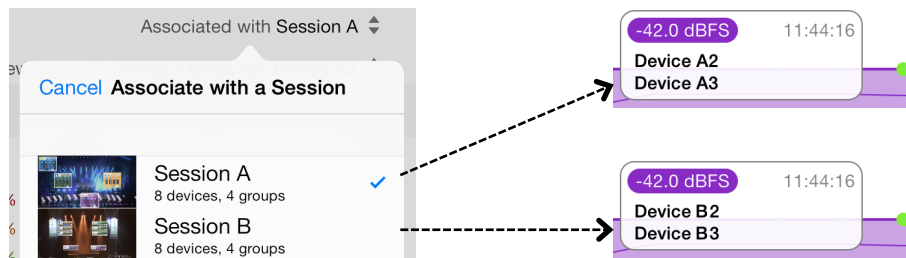 Associated with Session A
Cancel Associate with a Session
Session A
8 devices, 4 groups
Session B
8 devices, 4 groups
%
%
-42.0 dBFS 11:44:16
Device A2
Device A3
-42.0 dBFS 11:44:16
Device B2
Device B3